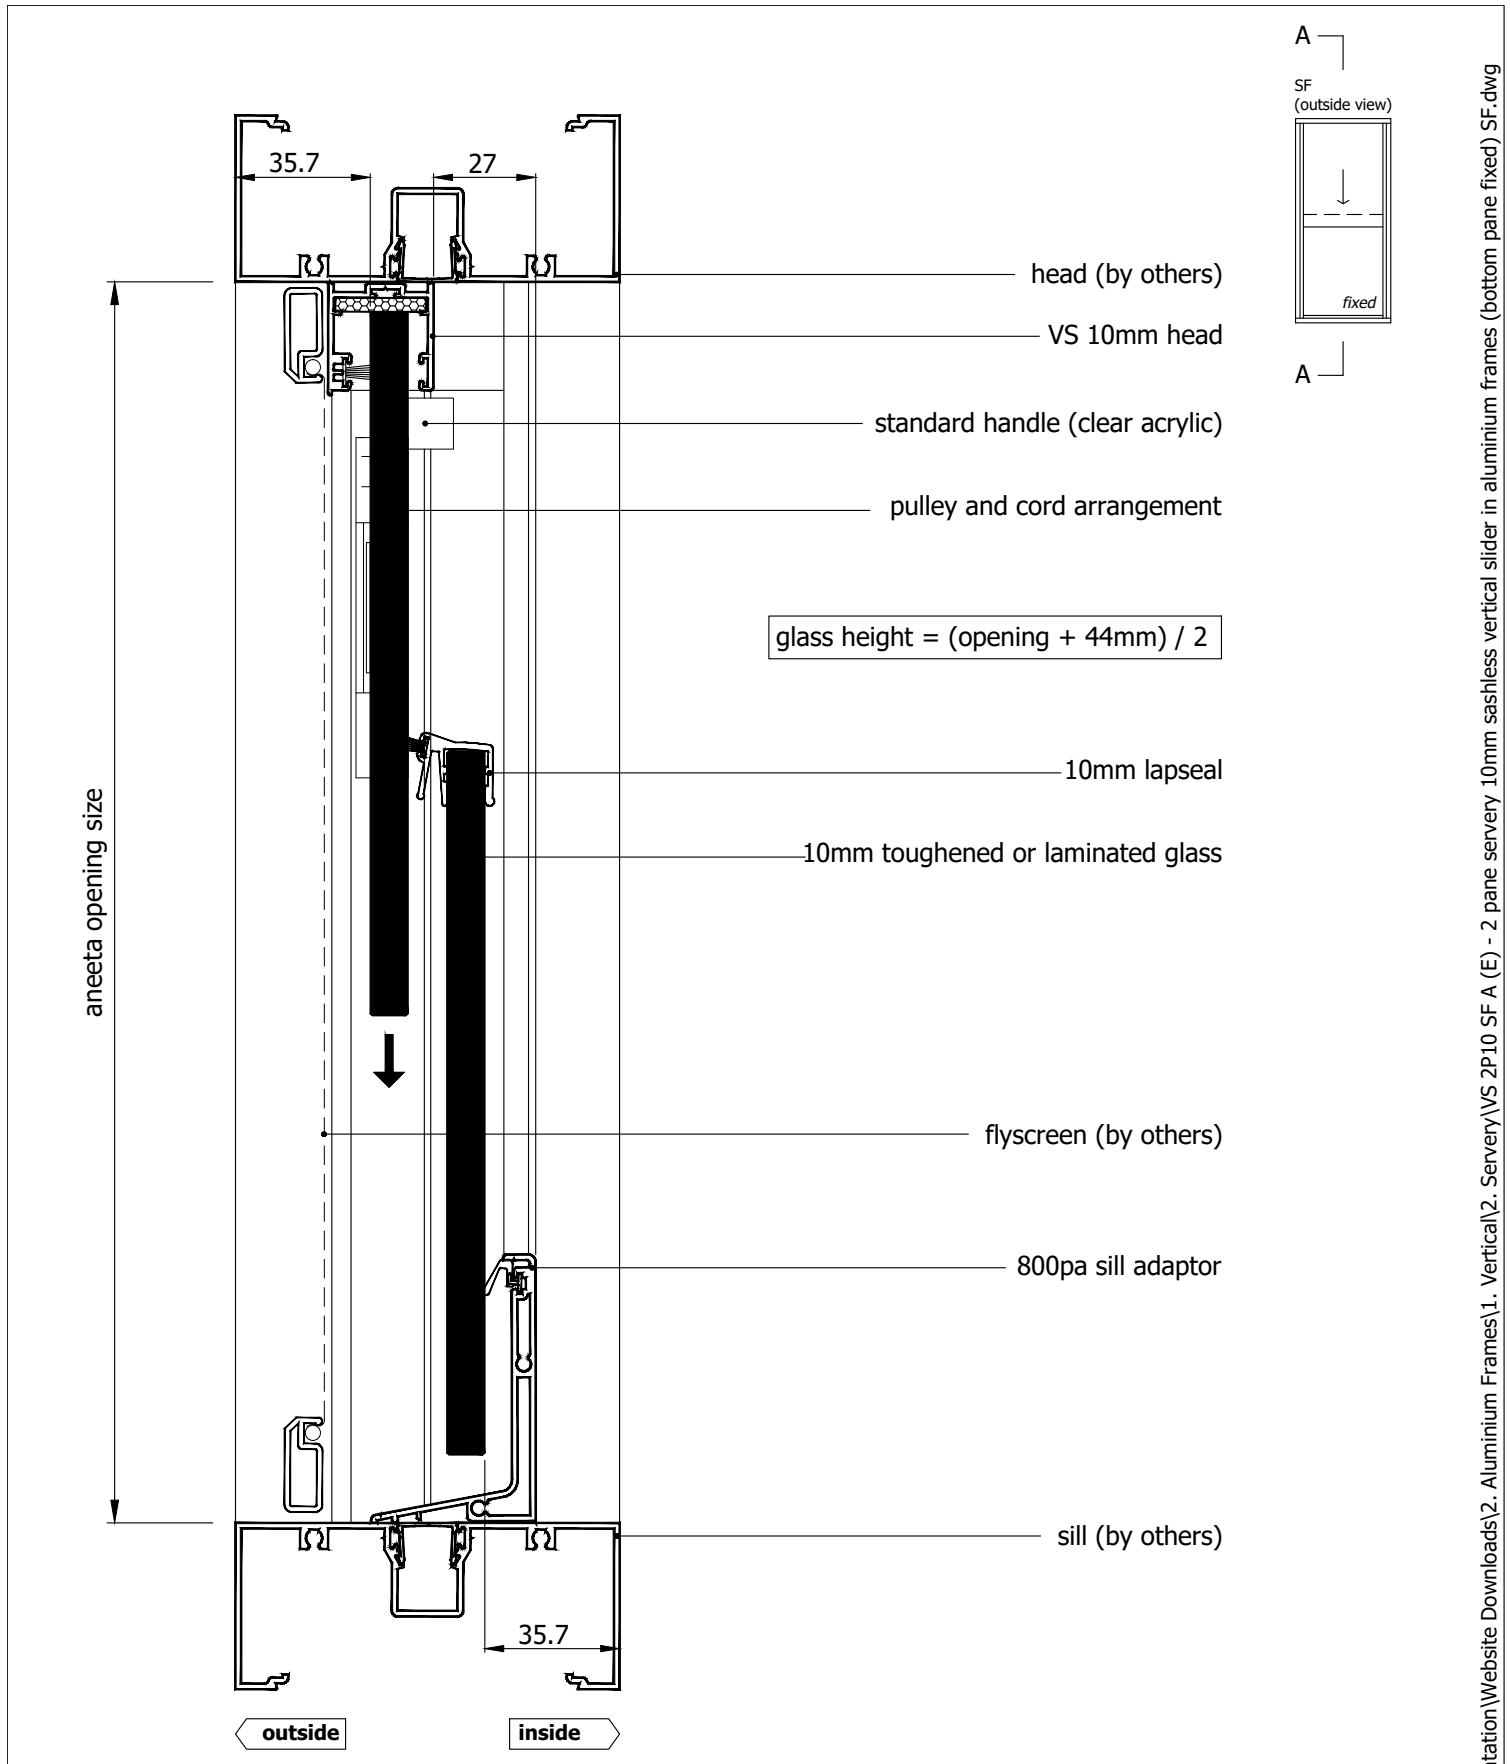 A
SF
(outside view)
fixed
A
35.7
27
head (by others)
VS 10mm head
standard handle (clear acrylic)
pulley and cord arrangement
glass height = (opening + 44mm) / 2
10mm lapseal
10mm toughened or laminated glass
aneeta opening size
flyscreen (by others)
800pa sill adaptor
sill (by others)
35.7
outside
inside
tation\Website Downloads\2. Aluminium Frames\1. Vertical\2. Servery\VS 2P10 SF A (E) - 2 pane servery 10mm sashless vertical slider in aluminium frames (bottom pane fixed) SF.dwg